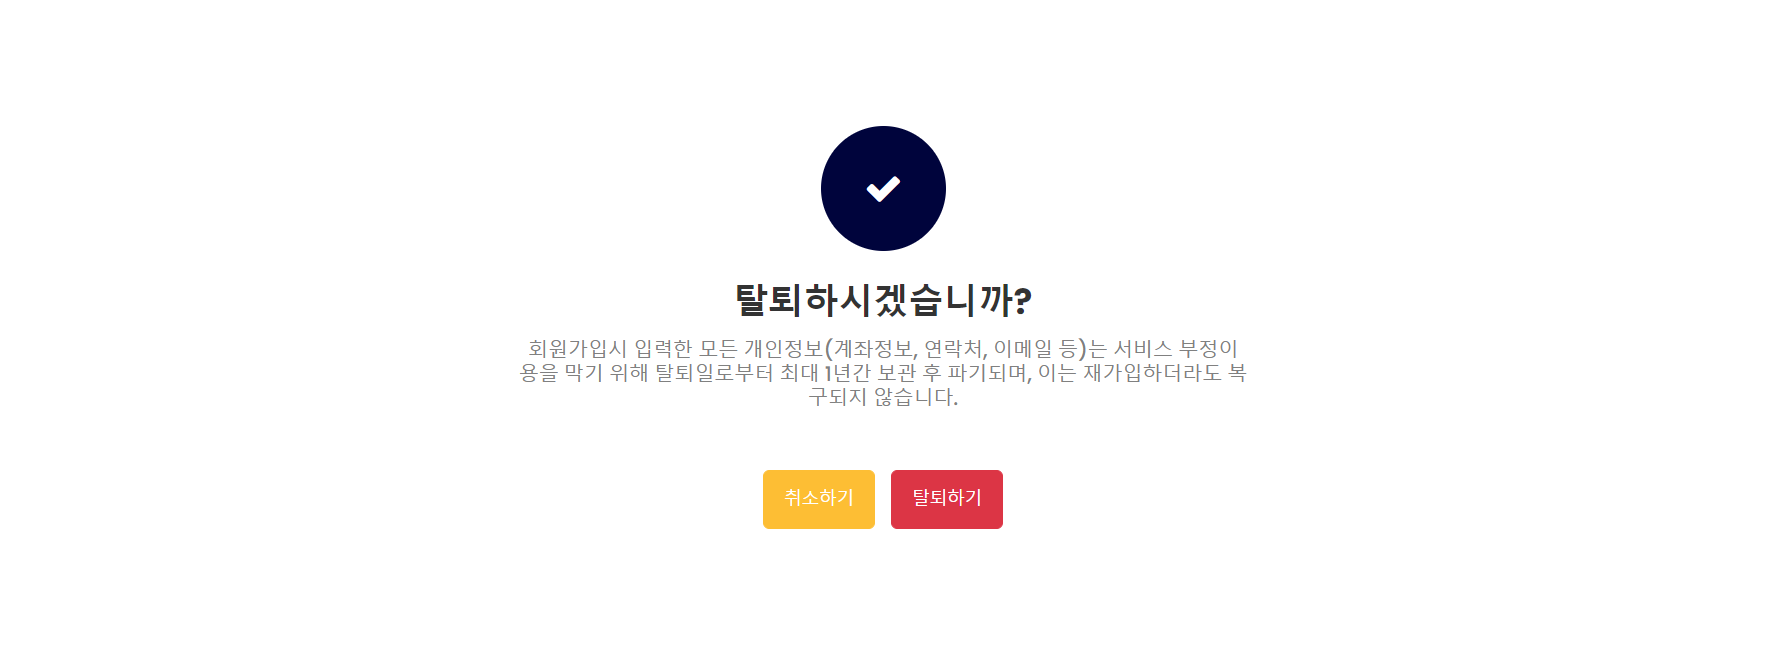 탈퇴하시겠습니까?
회원가입시 입력한 모든 개인정보(계좌정보, 연락처, 이메일 등)는 서비스 부정이
용을 막기 위해 탈퇴일로부터 최대 1년간 보관 후 파기되며, 이는 재가입하더라도 복
구되지 않습니다.
취소하기
탈퇴하기